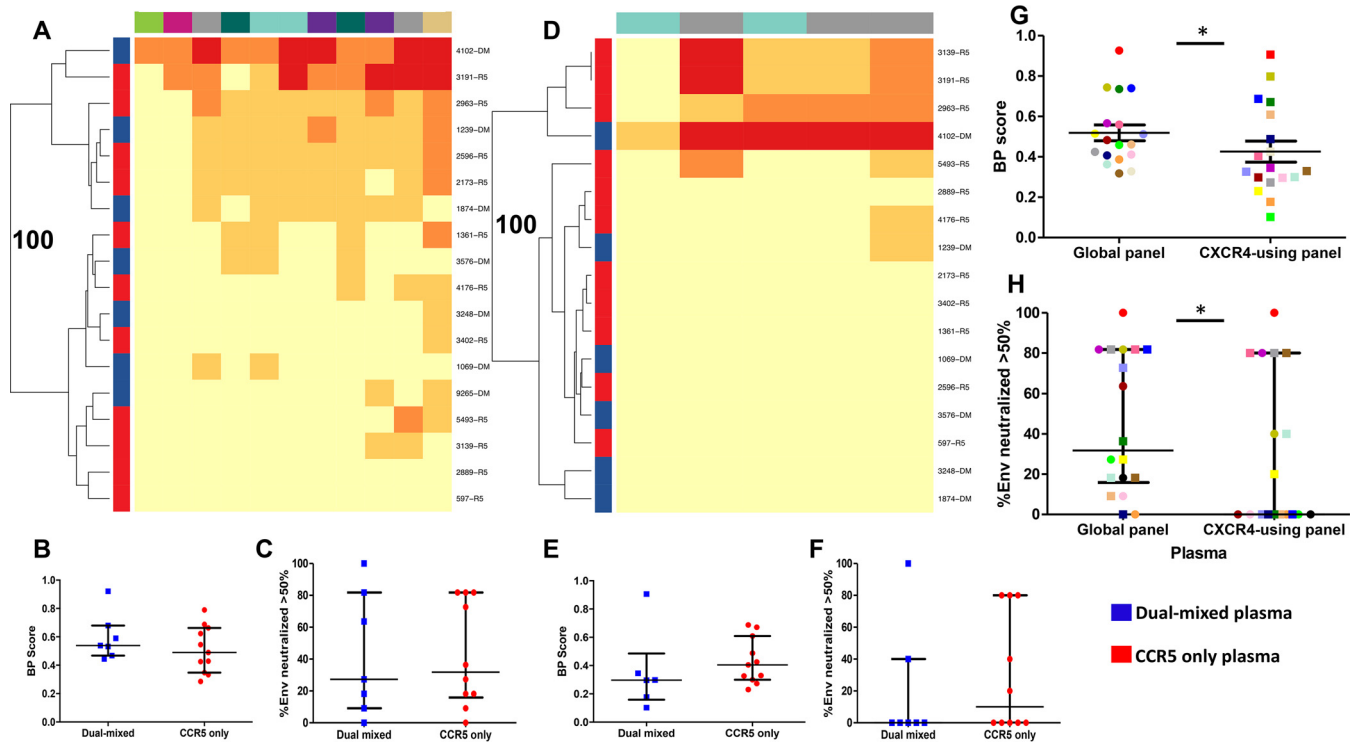 A
4102-DM
3191-R5
2963-R5
1239-DM
2596-R5
2173-R5
1874-DM
1361-R5
3576-DM
4176-R5
3248-DM
3402-R5
1069-DM
9265-DM
5493-R5
3139-R5
2889-R5
597-R5
100
D
3139-R5
3191-R5
2963-R5
4102-DM
5493-R5
2889-R5
4176-R5
1239-DM
2173-R5
3402-R5
1361-R5
1069-DM
2596-R5
3576-DM
597-R5
3248-DM
1874-DM
100
G
*
BP score
1.0
0.8
0.6
0.4
0.2
0.0
Global panel CXCR4-using panel
H
*
%Env neutralized >50%
100
80
60
40
20
0
Global panel CXCR4-using panel
Plasma
B
BP Score
1.0
0.8
0.6
0.4
0.2
0.0
Dual-mixed CCR5 only
C
%Env neutralized >50%
100
80
60
40
20
0
Dual mixed CCR5 only
E
BP Score
1.0
0.8
0.6
0.4
0.2
0.0
Dual mixed CCR5 only
F
%Env neutralized >50%
100
80
60
40
20
0
Dual mixed CCR5 only
Dual-mixed plasma
CCR5 only plasma